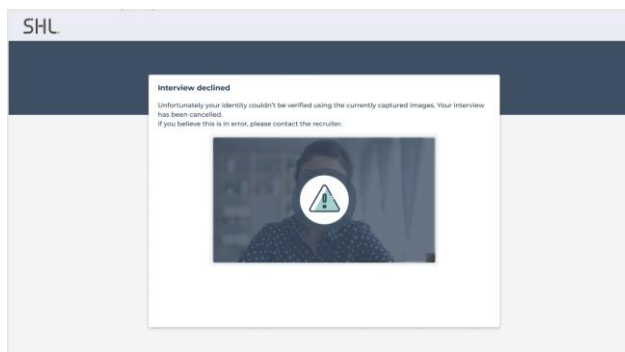 SHL.
Interview declined
Unfortunately your identity couldn't be verified using the currently captured images. Your interview
has been cancelled.
If you believe this is in error, please contact the recruiter.